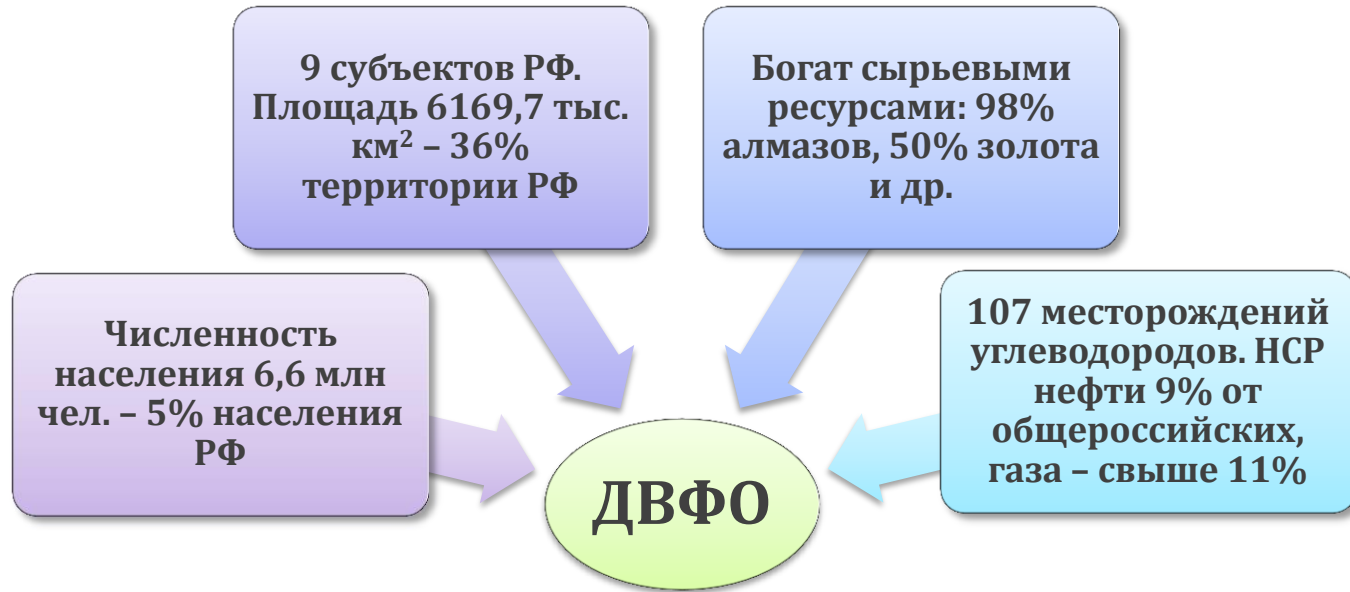 9 субъектов РФ.
Площадь 6169,7 тыс.
км² – 36%
территории РФ
Богат сырьевыми
ресурсами: 98%
алмазов, 50% золота
и др.
Численность
населения 6,6 млн
чел. – 5% населения
РФ
107 месторождений
углеводородов. НСР
нефти 9% от
общероссийских,
газа – свыше 11%
ДВФО